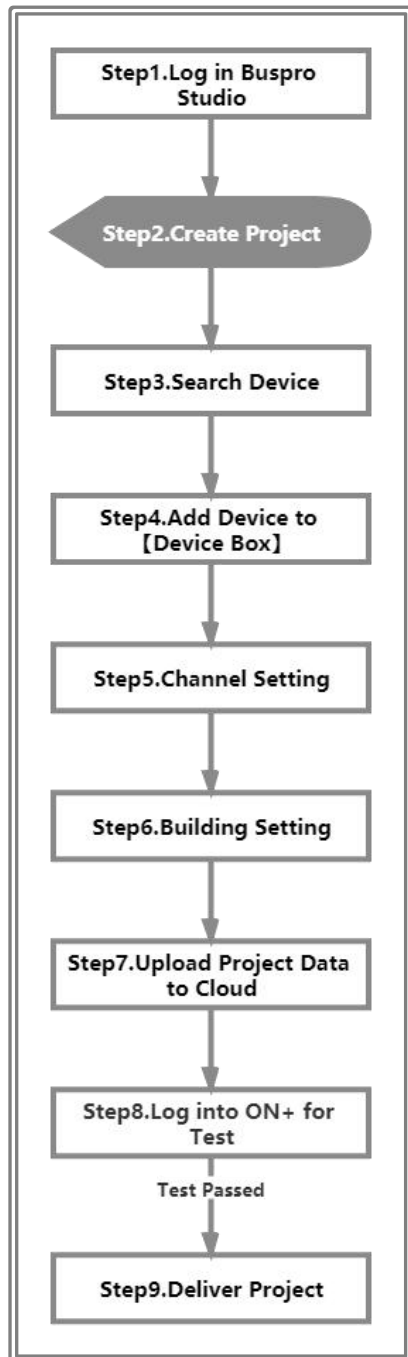 Step1.Log in Buspro
Studio
Step2.Create Project
Step3.Search Device
Step4.Add Device to
【Device Box】
Step5.Channel Setting
Step6.Building Setting
Step7.Upload Project Data
to Cloud
Step8.Log into ON+ for
Test
Test Passed
Step9.Deliver Project